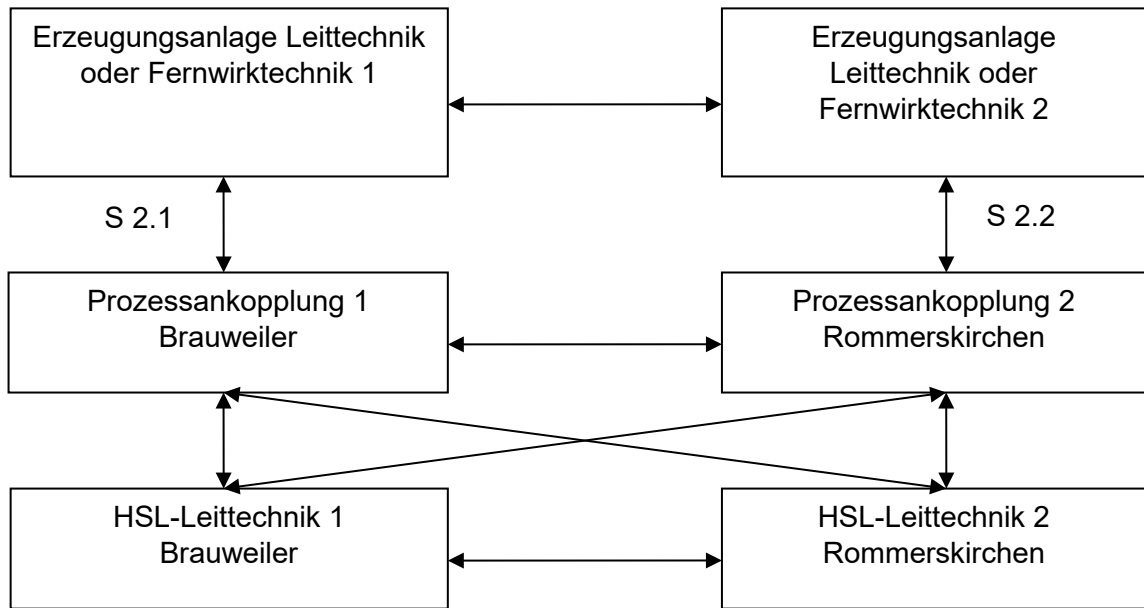 Erzeugungsanlage Leittechnik
oder Fernwirktechnik 1
Erzeugungsanlage
Leittechnik oder
Fernwirktechnik 2
S 2.1
S 2.2
Prozessankopplung 1
Brauweiler
Prozessankopplung 2
Rommerskirchen
HSL-Leittechnik 1
Brauweiler
HSL-Leittechnik 2
Rommerskirchen